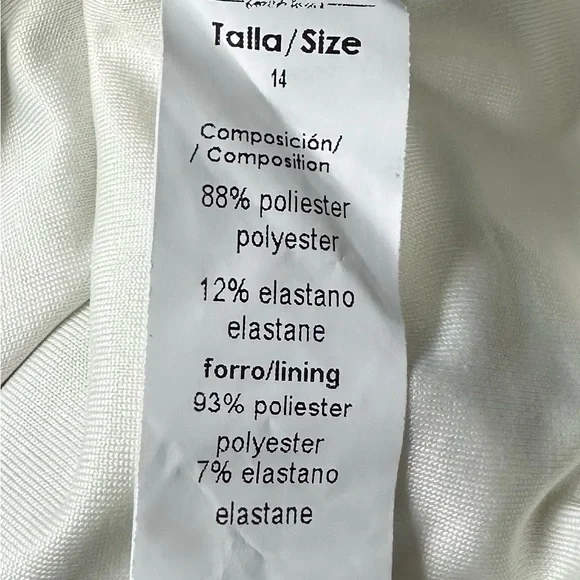 Talla/Size
14
Composición/
/ Composition
88% poliester
polyester
12% elastano
elastane
forro/lining
93% poliester
polyester
7% elastano
elastane